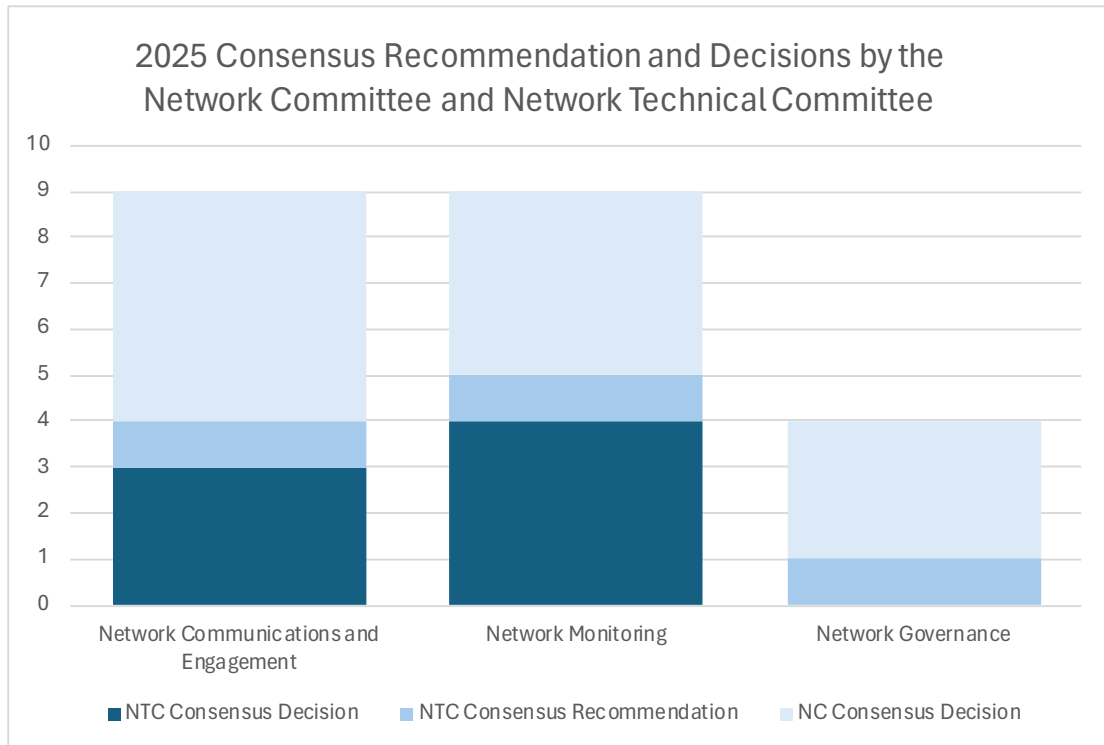 2025 Consensus Recommendation and Decisions by the
Network Committee and Network Technical Committee
10
9
8
7
6
5
4
3
2
1
0
Network Communications and
Engagement
Network Monitoring
Network Governance
NTC Consensus Decision
NTC Consensus Recommendation
NC Consensus Decision